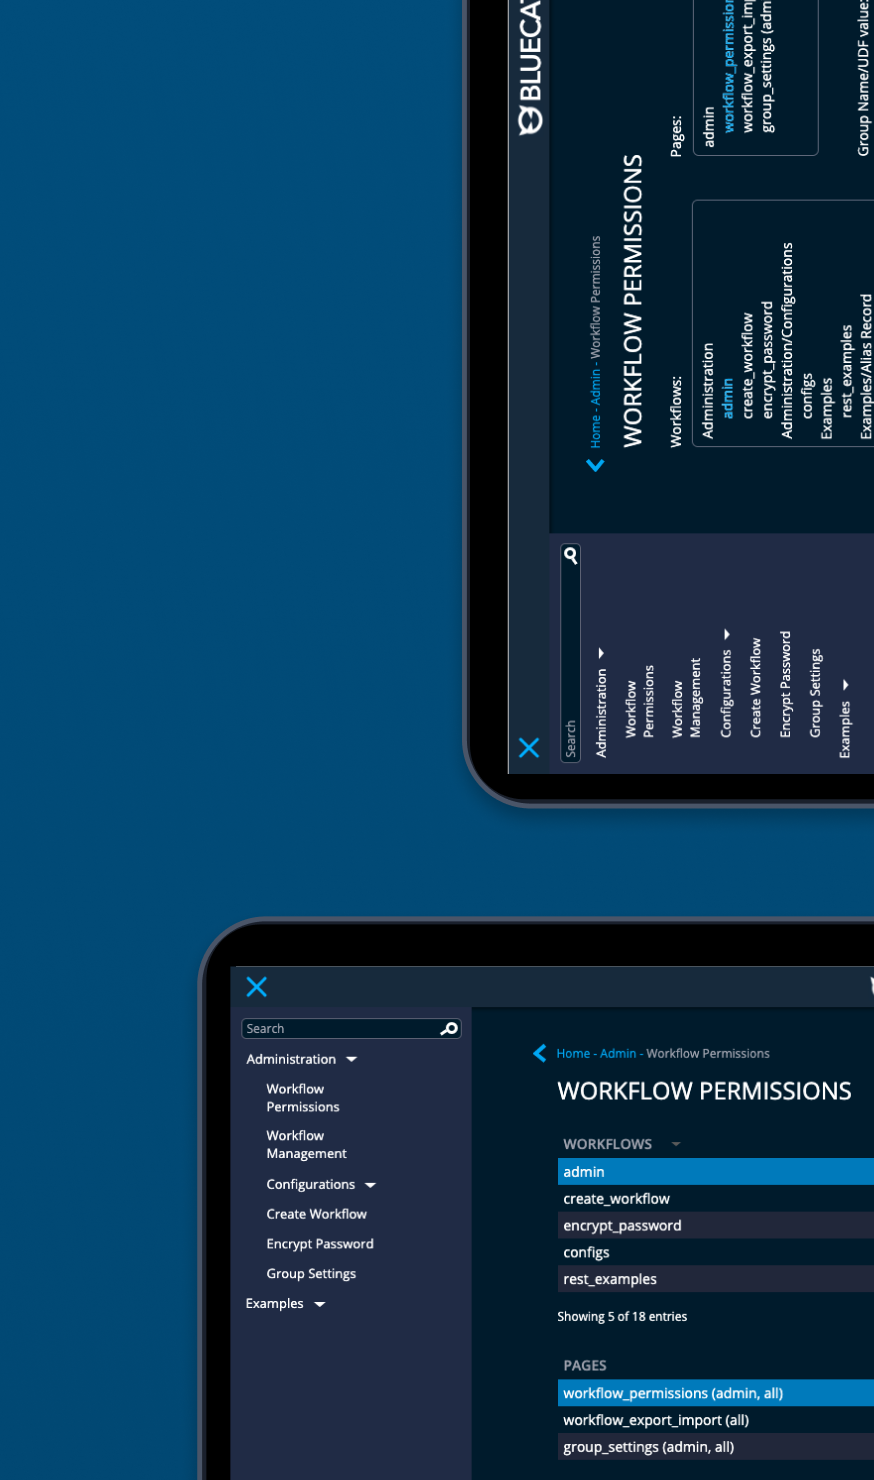 BLUECA
Home - Admin - Workflow Permissions
WORKFLOW PERMISSIONS
Pages:
admin
workflow_permission
workflow_export_imp
group_settings (adm
Group Name/UDF value:
Workflows:
Administration
admin
create_workflow
encrypt_password
Administration/Configurations
configs
Examples
rest_examples
Examples/Alias Record
Search
Administration
Workflow
Permissions
Workflow
Management
Configurations
Create Workflow
Encrypt Password
Group Settings
Examples
Search
Administration
Workflow
Permissions
Workflow
Management
Configurations
Create Workflow
Encrypt Password
Group Settings
Examples
Home - Admin - Workflow Permissions
WORKFLOW PERMISSIONS
WORKFLOWS
admin
create_workflow
encrypt_password
configs
rest_examples
Showing 5 of 18 entries
PAGES
workflow_permissions (admin, all)
workflow_export_import (all)
group_settings (admin, all)